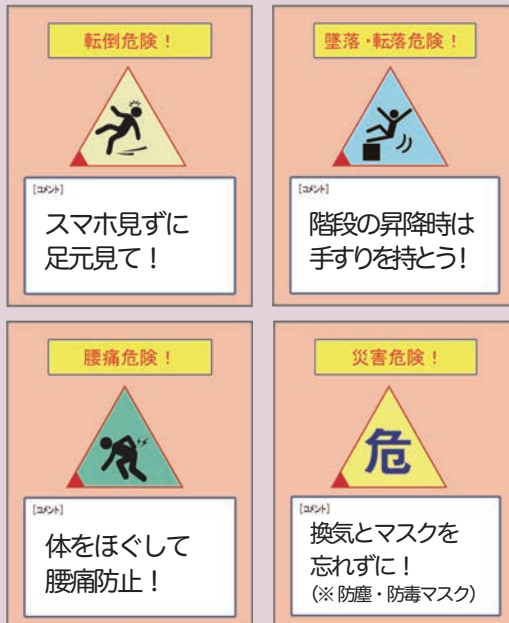 転倒危険！
[コメント]
スマホ見ずに
足元見て！
墜落・転落危険！
[コメント]
階段の昇降時は
手すりを持とう！
腰痛危険！
[コメント]
体をほぐして
腰痛防止！
災害危険！
危
[コメント]
換気とマスクを
忘れずに！
（※ 防塵・防毒マスク）